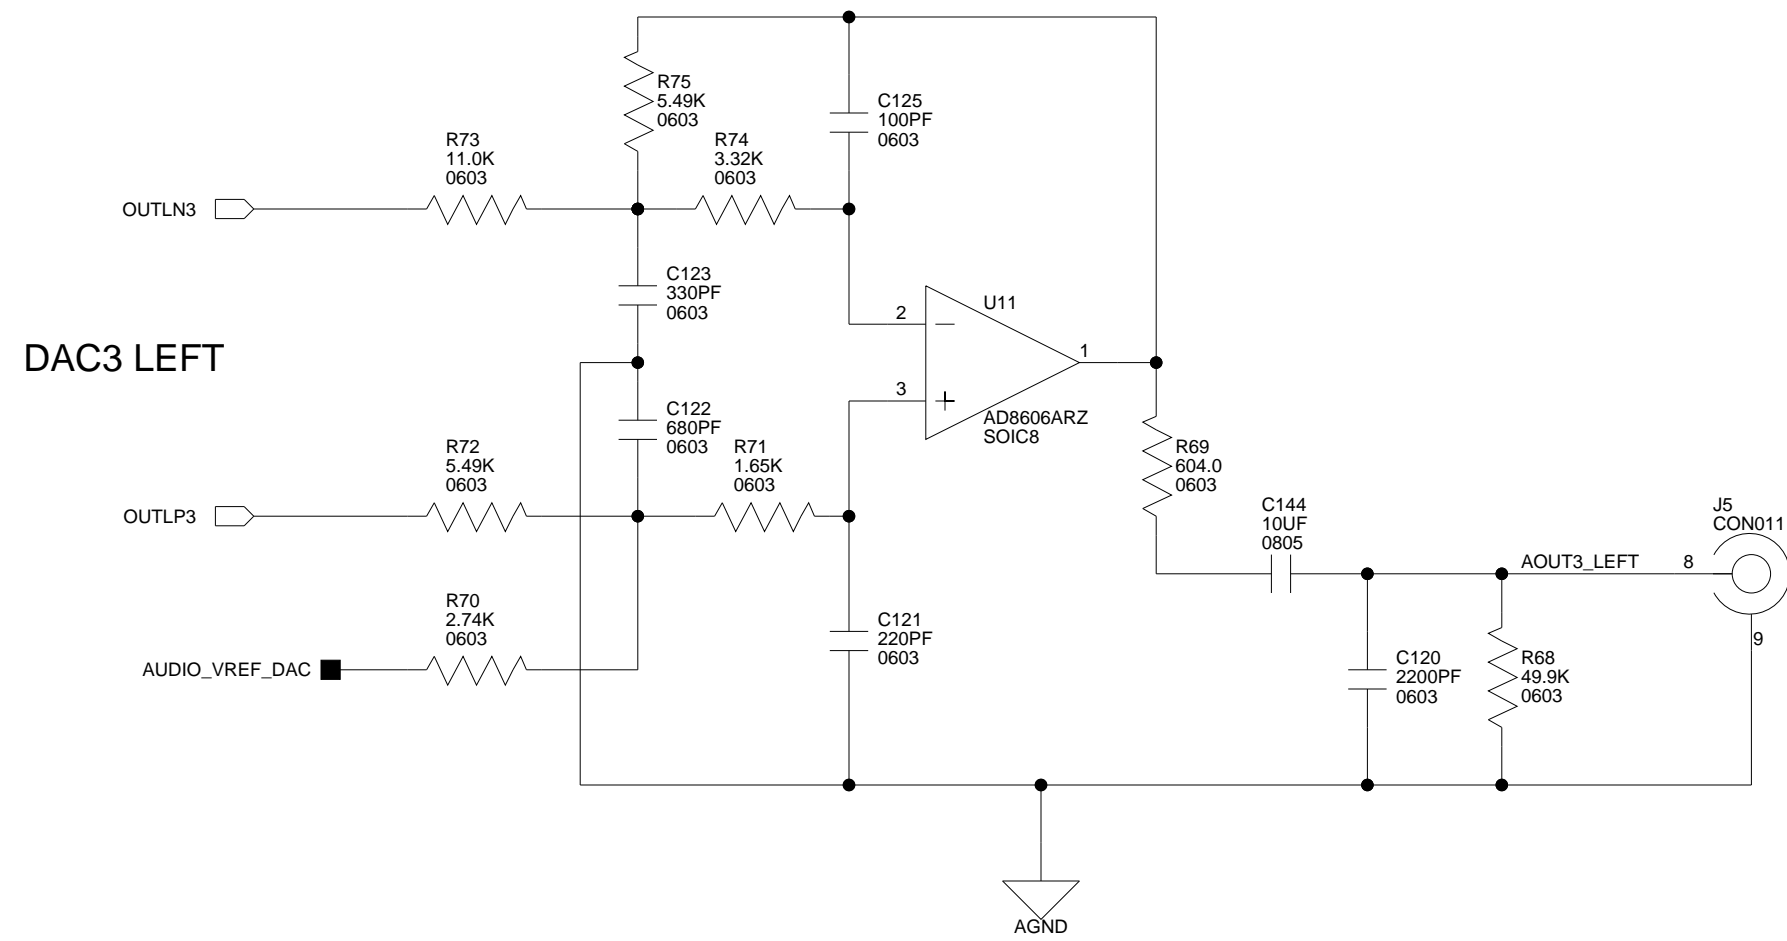 R75
5.49K
0603
C125
100PF
0603
R73
11.0K
0603
R74
3.32K
0603
OUTLN3
C123
330PF
0603
U11
2
1
3
DAC3 LEFT
AD8606ARZ
SOIC8
C122
680PF
0603
R72
5.49K
0603
R71
1.65K
0603
R69
604.0
0603
OUTLP3
C144
10UF
0805
J5
CON011
AOUT3_LEFT
8
9
R70
2.74K
0603
AUDIO_VREF_DAC
C121
220PF
0603
C120
2200PF
0603
R68
49.9K
0603
AGND